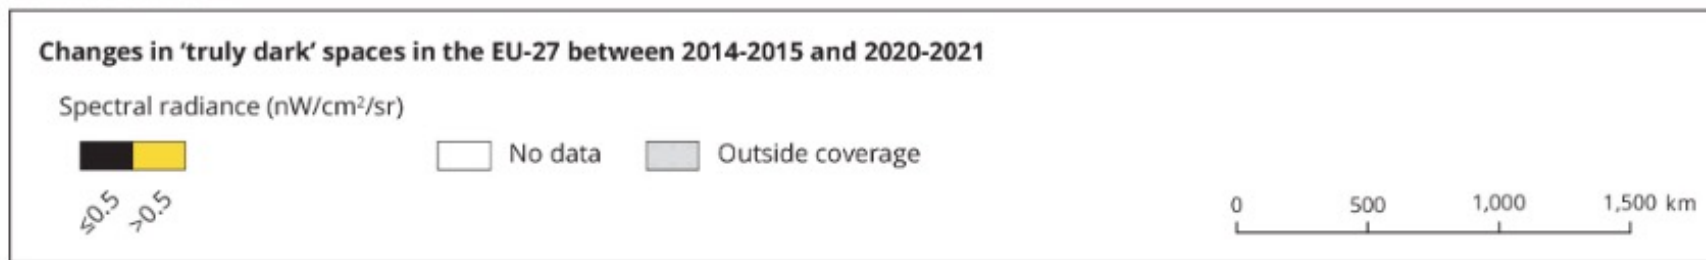 Changes in ‘truly dark’ spaces in the EU-27 between 2014-2015 and 2020-2021
Spectral radiance (nW/cm²/sr)
No data
Outside coverage
≤0.5
>0.5
0
500
1,000
1,500 km